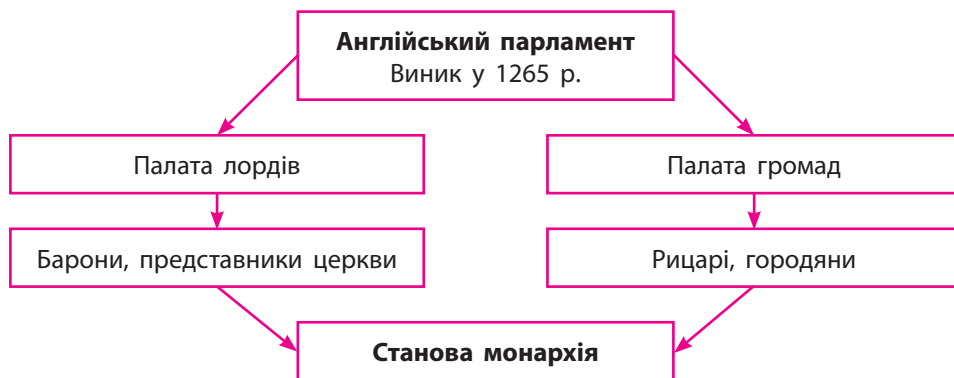 Англійський парламент
Виник у 1265 р.
Палата лордів
Палата громад
Барони, представники церкви
Рицарі, городяни
Станова монархія